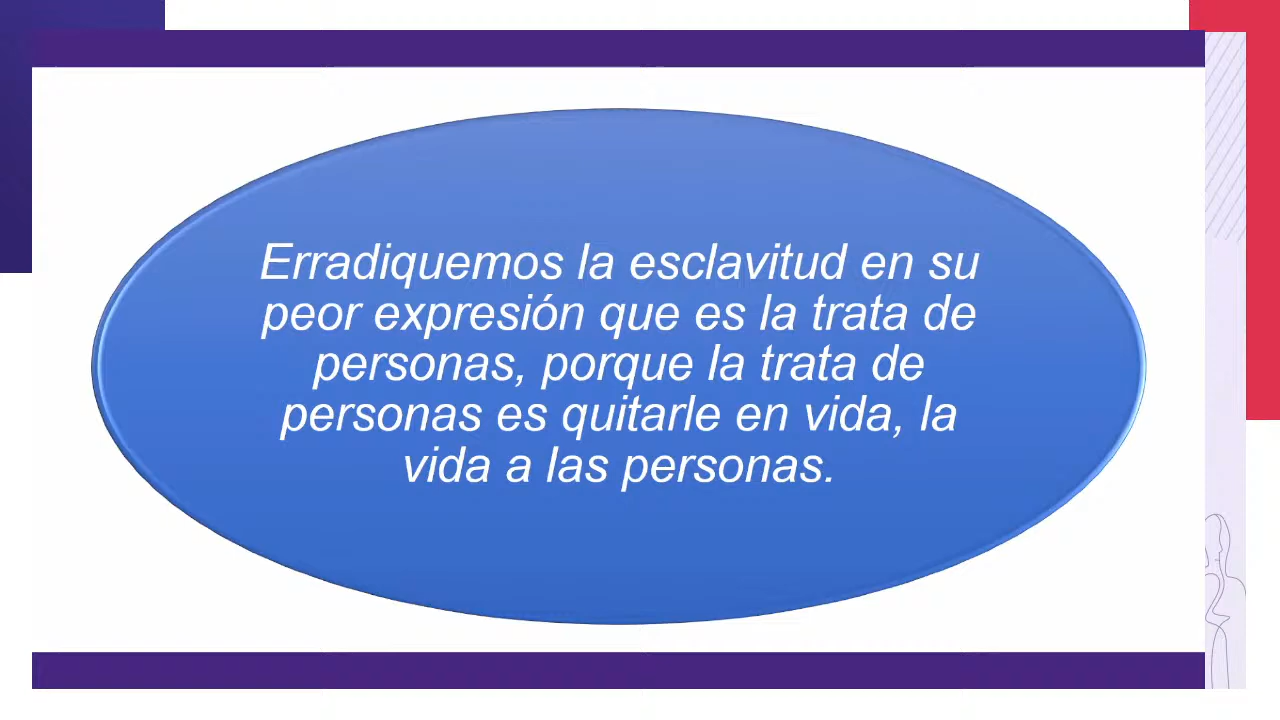 Erradiquemos la esclavitud en su
peor expresión que es la trata de
personas, porque la trata de
personas es quitarle en vida, la
vida a las personas.